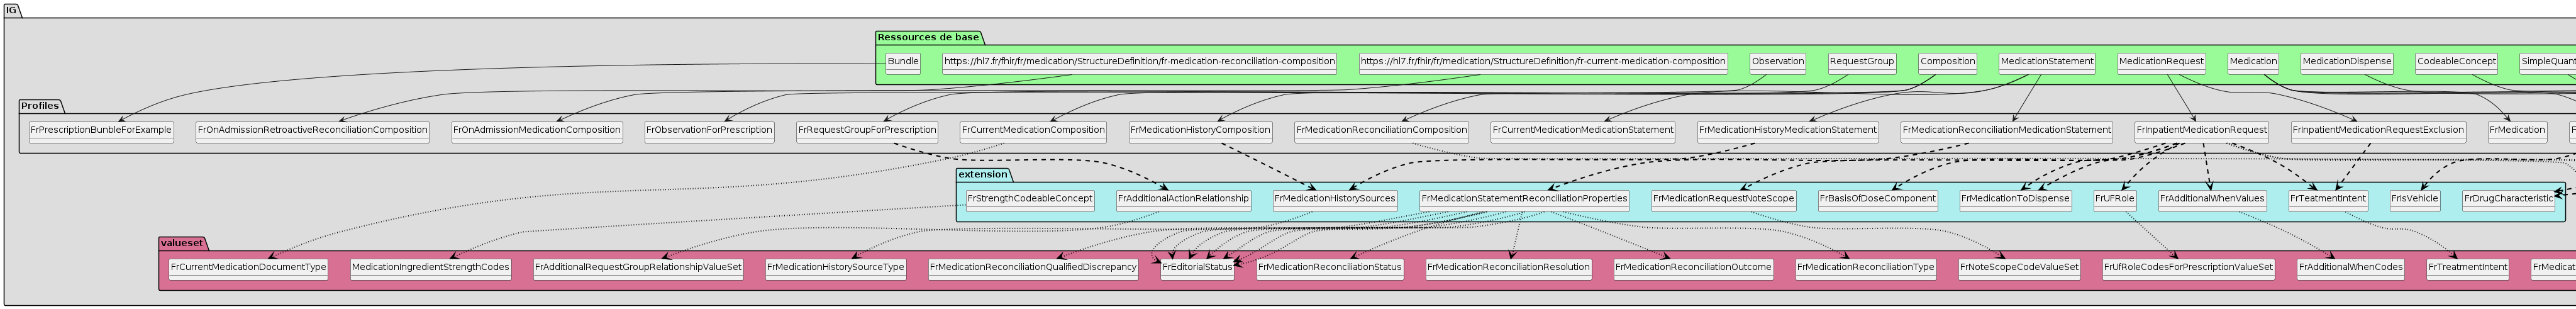 IG
Ressources de base
Bundle
https://hl7.fr/fhir/fr/medication/StructureDefinition/fr-medication-reconciliation-composition
https://hl7.fr/fhir/fr/medication/StructureDefinition/fr-current-medication-composition
Observation
RequestGroup
Composition
MedicationStatement
MedicationRequest
Medication
MedicationDispense
CodeableConcept
SimpleQuant
Profiles
FrPrescriptionBunbleForExample
FrOnAdmissionRetroactiveReconciliationComposition
FrOnAdmissionMedicationComposition
FrObservationForPrescription
FrRequestGroupForPrescription
FrCurrentMedicationComposition
FrMedicationHistoryComposition
FrMedicationReconciliationComposition
FrCurrentMedicationMedicationStatement
FrMedicationHistoryMedicationStatement
FrMedicationReconciliationMedicationStatement
FrInpatientMedicationRequest
FrInpatientMedicationRequestExclusion
FrMedication
extension
FrStrengthCodeableConcept
FrAdditionalActionRelationship
FrMedicationHistorySources
FrMedicationStatementReconciliationProperties
FrMedicationRequestNoteScope
FrBasisOfDoseComponent
FrMedicationToDispense
FrUFRole
FrAdditionalWhenValues
FrTeatmentIntent
FrIsVehicle
FrDrugCharacteristic
valueset
FrCurrentMedicationDocumentType
MedicationIngredientStrengthCodes
FrAdditionalRequestGroupRelationshipValueSet
FrMedicationHistorySourceType
FrMedicationReconciliationQualifiedDiscrepancy
FrEditorialStatus
FrMedicationReconciliationStatus
FrMedicationReconciliationResolution
FrMedicationReconciliationOutcome
FrMedicationReconciliationType
FrNoteScopeCodeValueSet
FrUfRoleCodesForPrescriptionValueSet
FrAdditionalWhenCodes
FrTreatmentIntent
FrMedicat